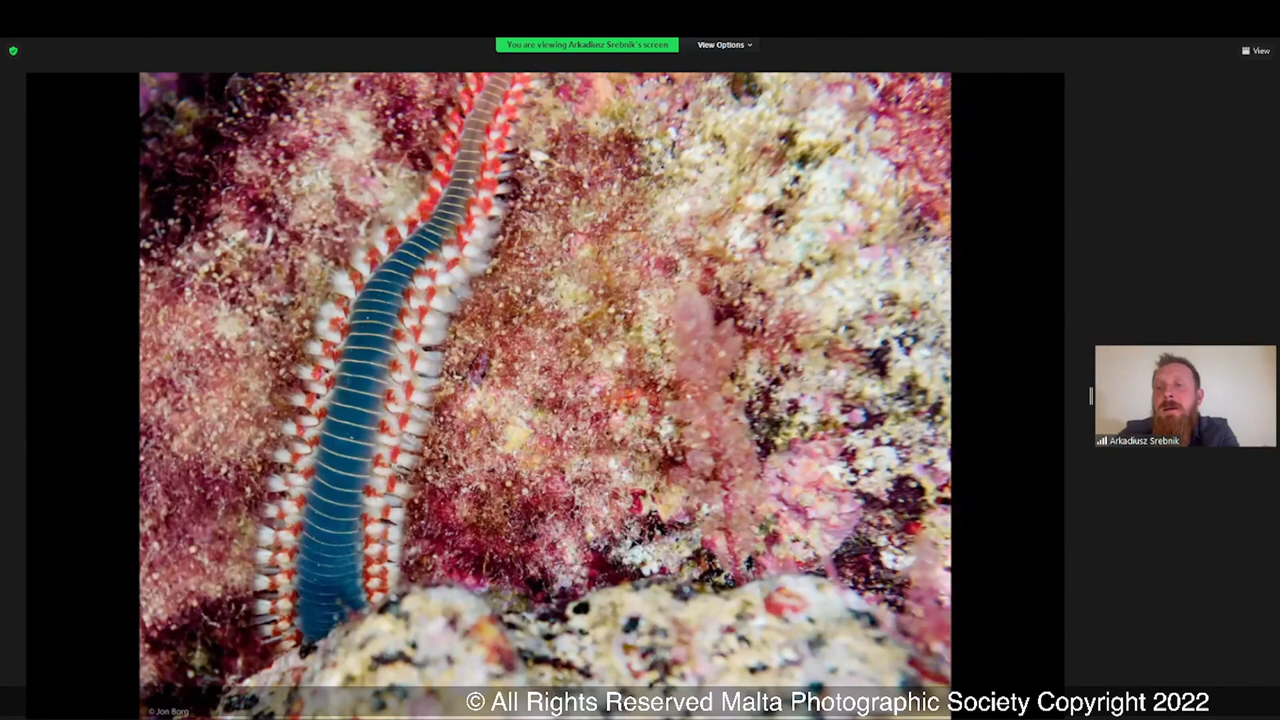 You are viewing Arkadiusz Srebnik's screen
View Options
View
Arkadiusz Srebnik
© Jon Borg
© All Rights Reserved Malta Photographic Society Copyright 2022